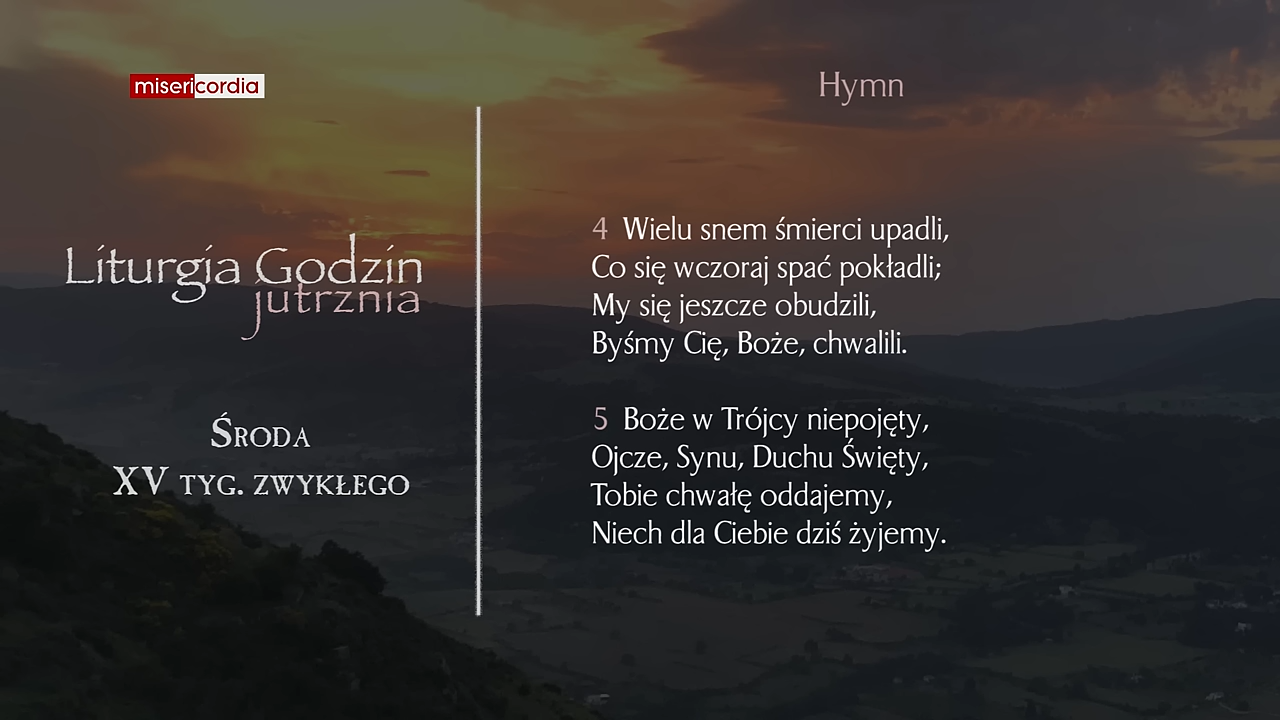 misericordia
Liturgia Godzin
jutrznia
Środa
XV tyg. zwykłego
Hymn
4 Wielu snem śmierci upadli,
Co się wczoraj spać pokładli;
My się jeszcze obudzili,
Byśmy Cię, Boże, chwalili.
5 Boże w Trójcy niepojęty,
Ojcze, Synu, Duchu Święty,
Tobie chwałę oddajemy,
Niech dla Ciebie dziś żyjemy.